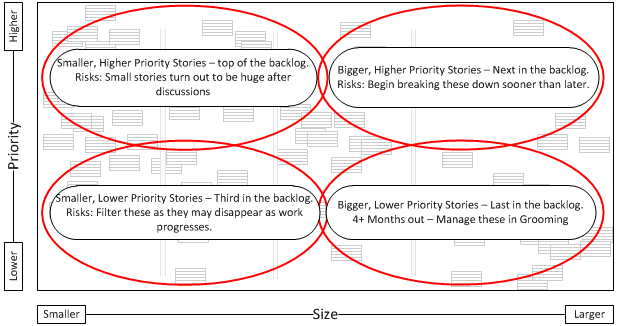 Higher
Smaller, Higher Priority Stories – top of the backlog.
Risks: Small stories turn out to be huge after
discussions
Bigger, Higher Priority Stories – Next in the backlog.
Risks: Begin breaking these down sooner than later.
Priority
Smaller, Lower Priority Stories – Third in the backlog.
Risks: Filter these as they may disappear as work
progresses.
Bigger, Lower Priority Stories – Last in the backlog.
4+ Months out – Manage these in Grooming
Lower
Smaller
Size
Larger